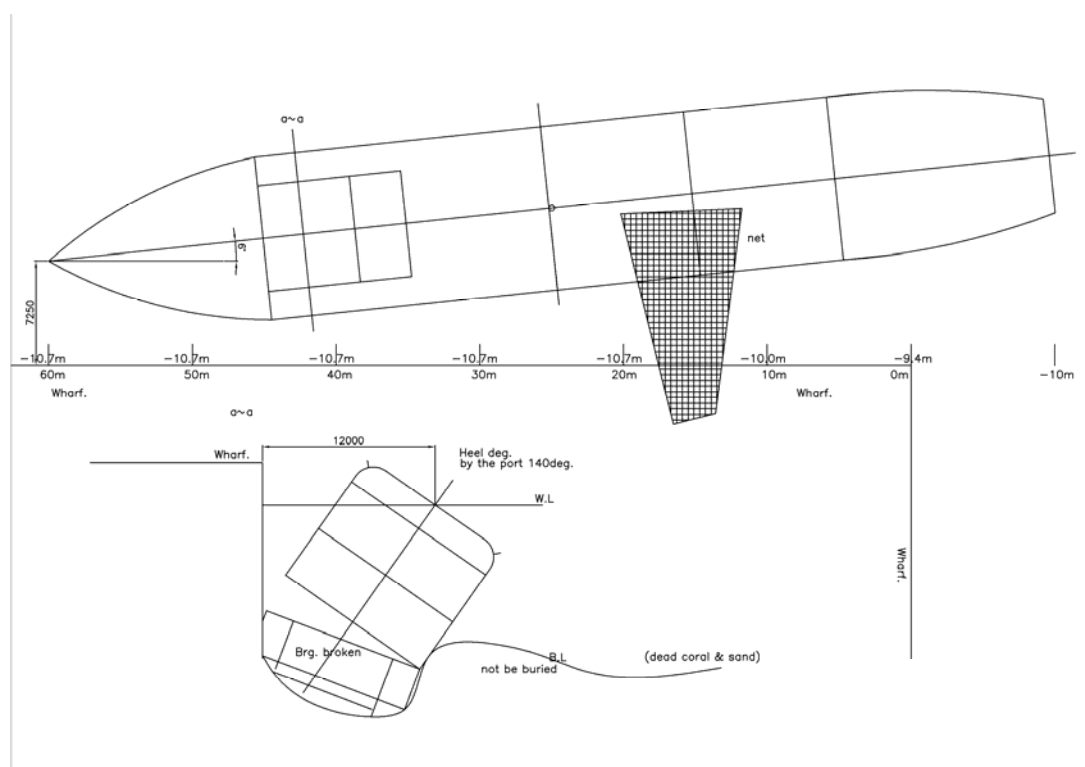 a~a
net
6°
7250
-10.7m -10.7m -10.7m -10.7m -10.7m -10.0m -9.4m
60m 50m 40m 30m 20m 10m 0m -10m
Wharf. Wharf.
a~a
12000
Wharf.
Heel deg.
by the port 140deg.
W.L
Wharf.
Brg. broken
B.L
not be buried
(dead coral & sand)